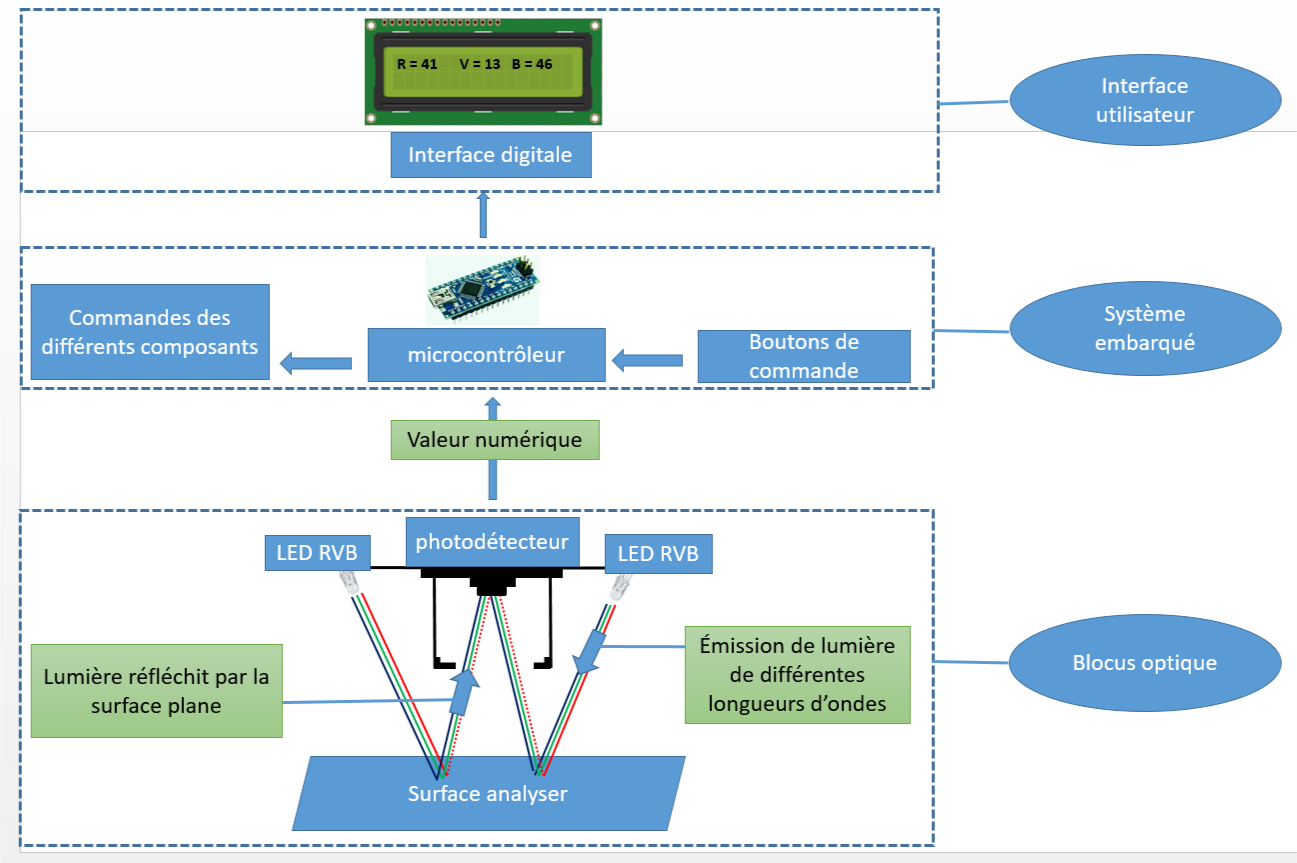 R = 41 V = 13 B = 46
Interface digitale
Interface
utilisateur
Commandes des
différents composants
microcontrôleur
Boutons de
commande
Système
embarqué
Valeur numérique
LED RVB
photodétecteur
LED RVB
Lumière réfléchit par la
surface plane
Émission de lumière
de différentes
longueurs d’ondes
Blocus optique
Surface analyser